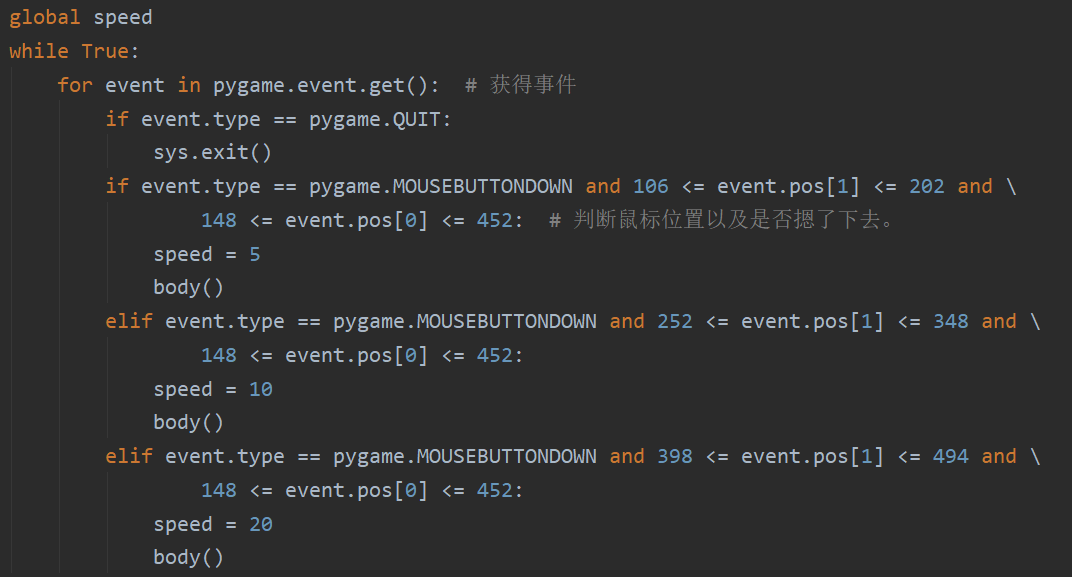 global speed
while True:
    for event in pygame.event.get():  # 获得事件
        if event.type == pygame.QUIT:
            sys.exit()
        if event.type == pygame.MOUSEBUTTONDOWN and 106 <= event.pos[1] <= 202 and \
                148 <= event.pos[0] <= 452:  # 判断鼠标位置以及是否摁了下去。
            speed = 5
            body()
        elif event.type == pygame.MOUSEBUTTONDOWN and 252 <= event.pos[1] <= 348 and \
                148 <= event.pos[0] <= 452:
            speed = 10
            body()
        elif event.type == pygame.MOUSEBUTTONDOWN and 398 <= event.pos[1] <= 494 and \
                148 <= event.pos[0] <= 452:
            speed = 20
            body()